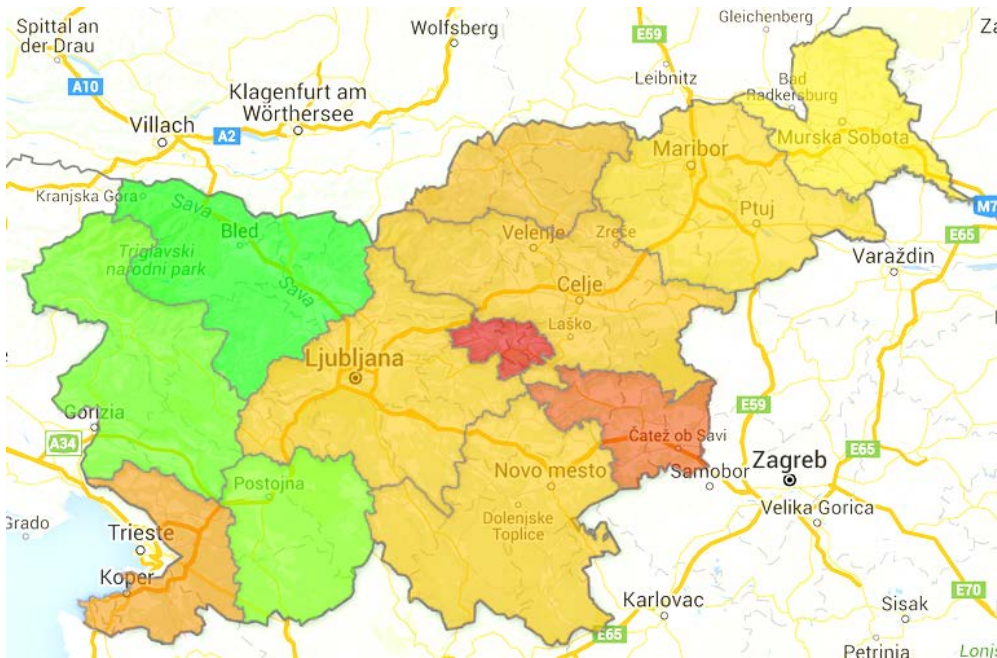 Spittal an
der Drau
Wolfsberg
E59
Gleichenberg
Za
A10
Leibnitz
Bad
Radkersburg
Klagenfurt am
Wörthersee
Villach
A2
Maribor
Murska Sobota
Kranjska Gora
Sava
Bled
Ptuj
M7
Velenje
Zreče
E65
Triglavski
narodni park
Varaždin
Sava
Celje
Laško
Ljubljana
E59
Gorizia
A34
Čatež ob Savi
E65
Zagreb
Novo mesto
Samobor
Postojna
Velika Gorica
Grado
Trieste
Dolenjske
Toplice
Koper
E70
Karlovac
Sisak
E65
Petrinja
Lonjs